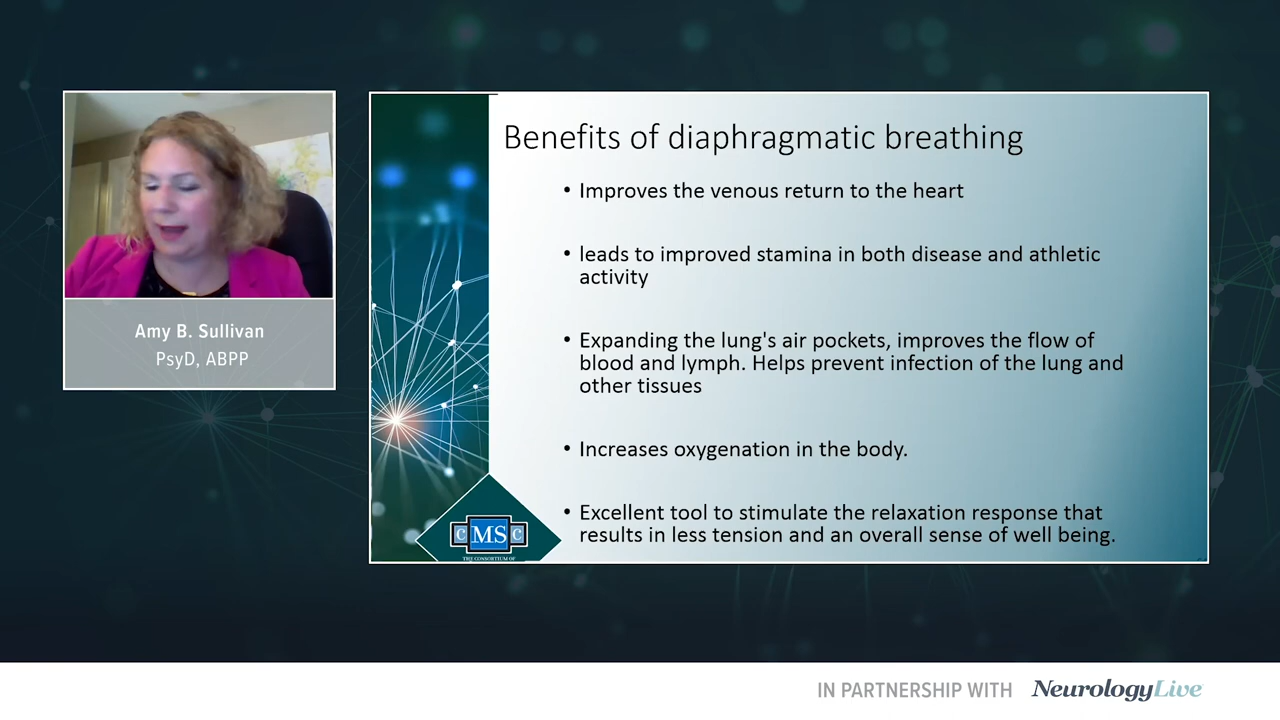 Amy B. Sullivan
PsyD, ABPP
Benefits of diaphragmatic breathing
• Improves the venous return to the heart
• leads to improved stamina in both disease and athletic
activity
• Expanding the lung's air pockets, improves the flow of
blood and lymph. Helps prevent infection of the lung and
other tissues
• Increases oxygenation in the body.
• Excellent tool to stimulate the relaxation response that
results in less tension and an overall sense of well being.
CMSC
THE CONSORTIUM OF
IN PARTNERSHIP WITH NeurologyLive